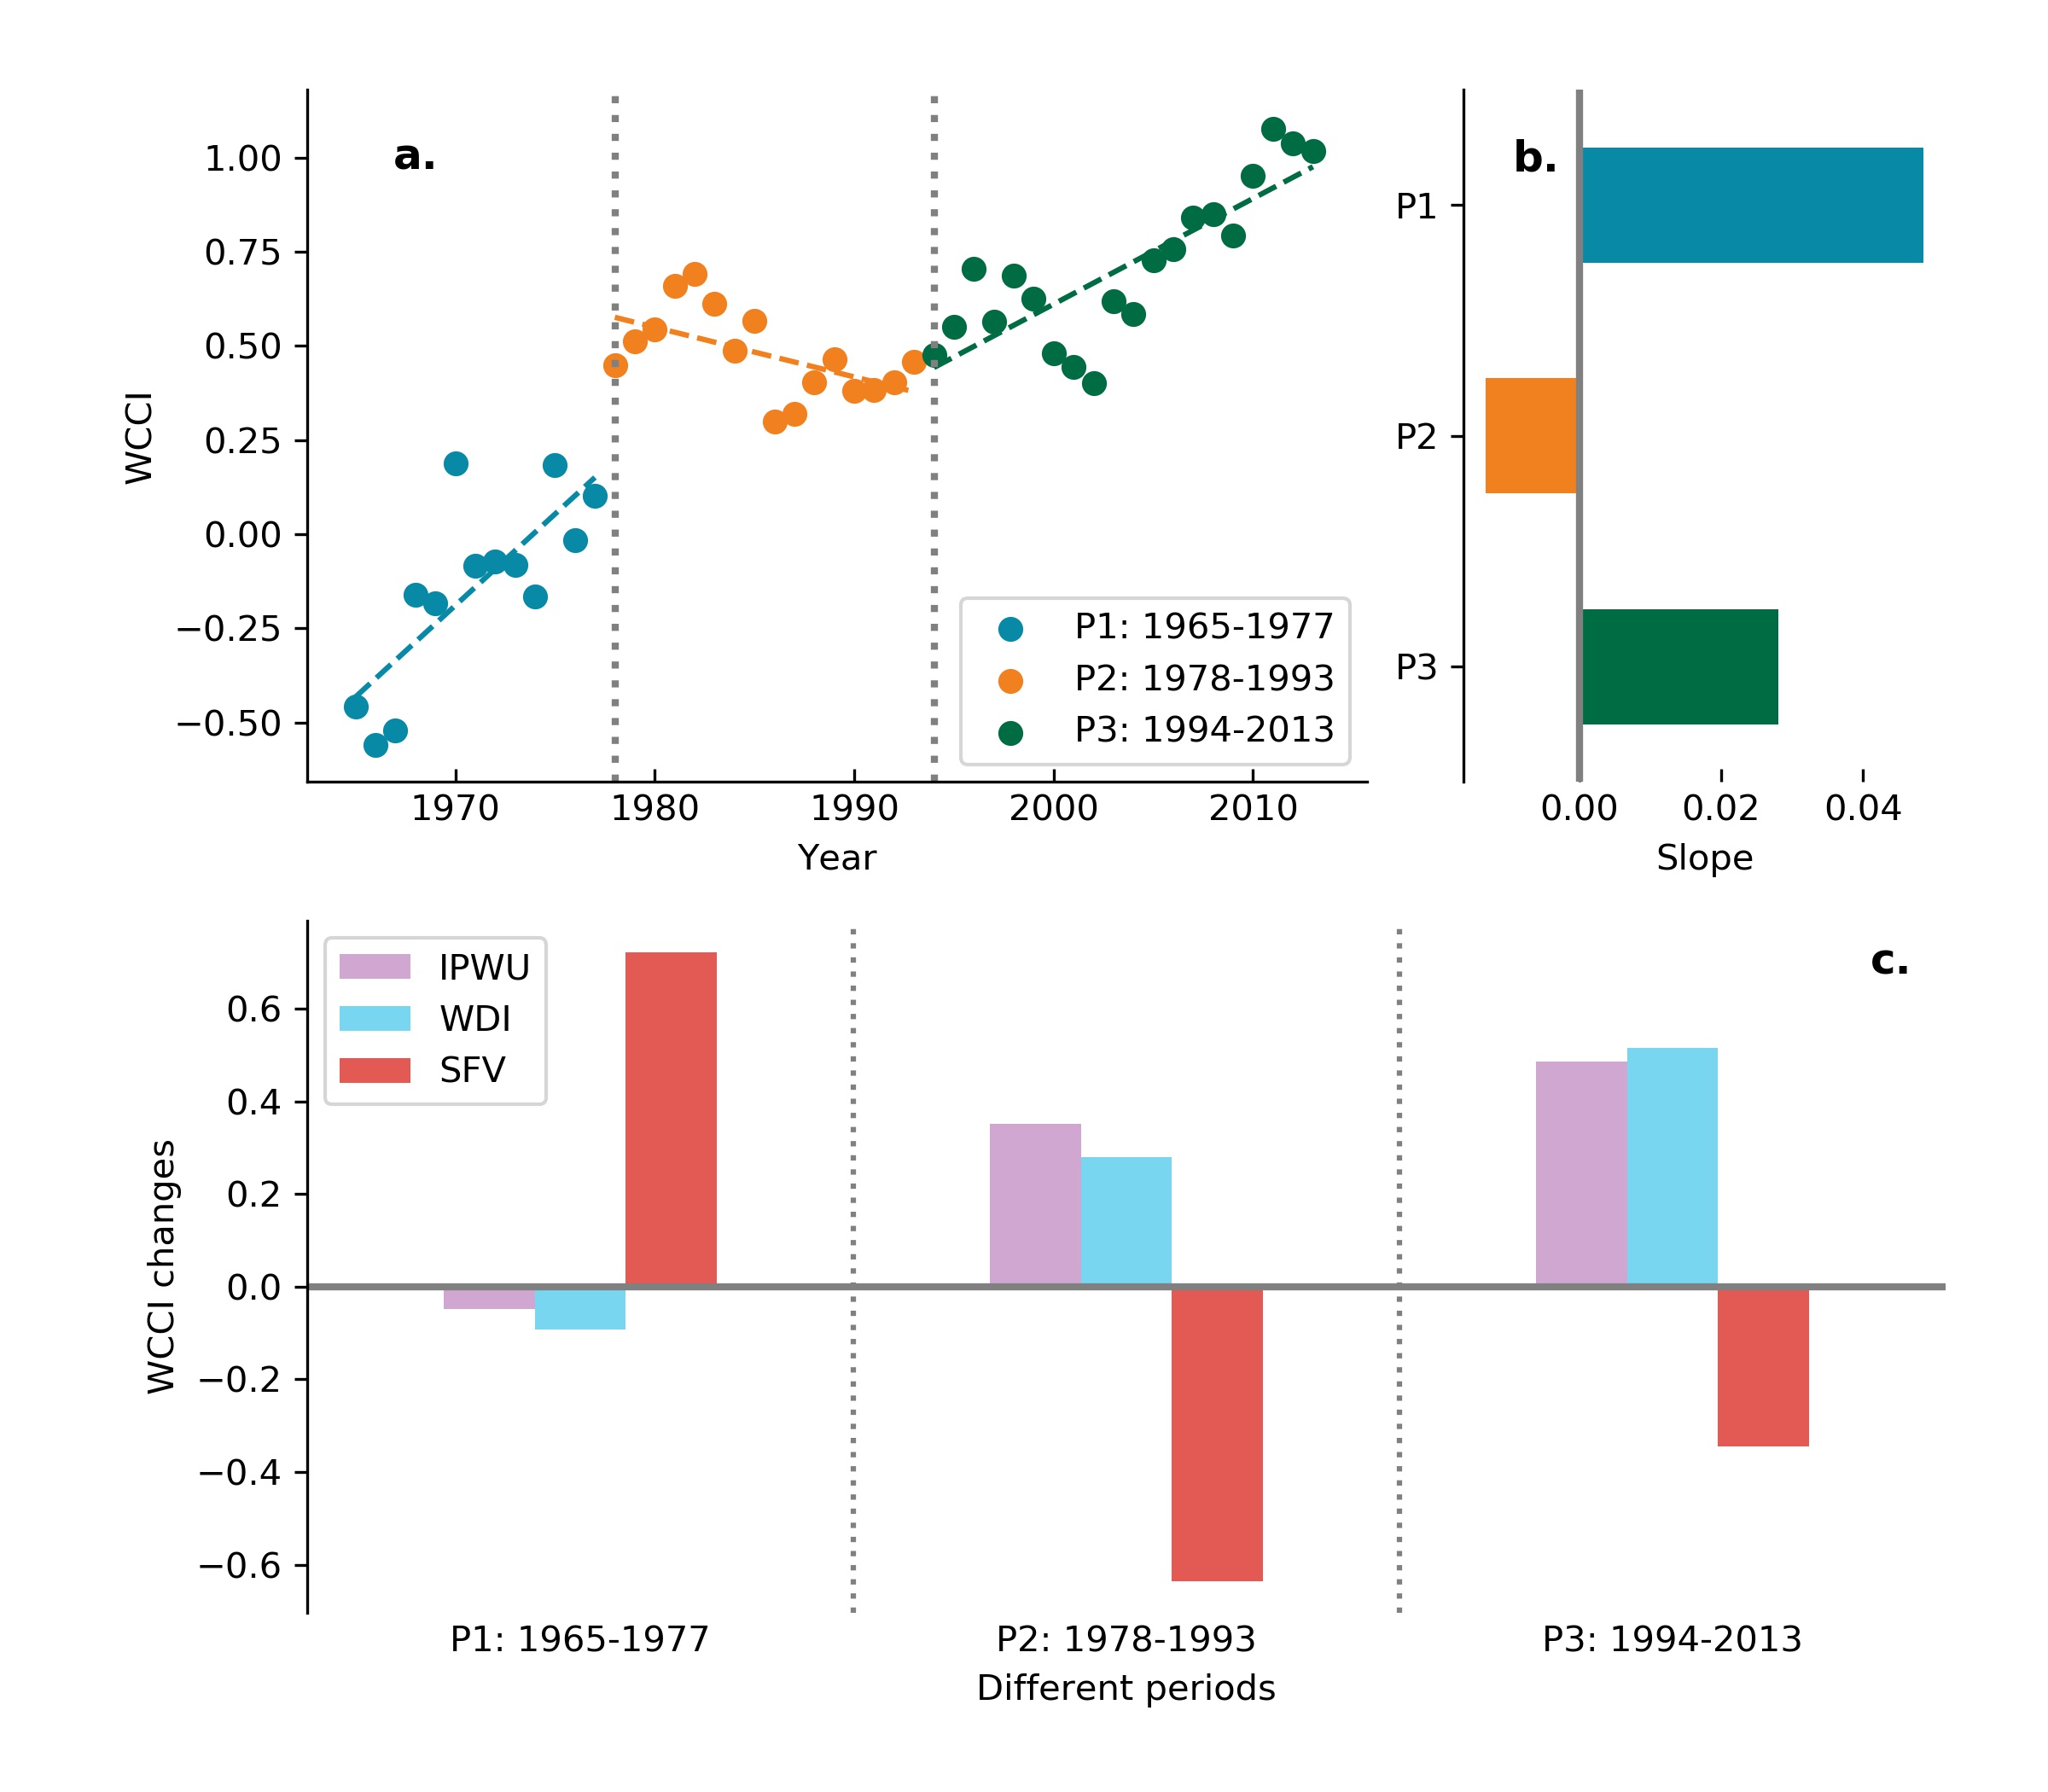 a.
1.00
0.75
0.50
0.25
0.00
−0.25
−0.50
WCCI
P1: 1965-1977
P2: 1978-1993
P3: 1994-2013
1970 1980 1990 2000 2010
Year
b.
P1
P2
P3
0.00 0.02 0.04
Slope
c.
IPWU
WDI
SFV
0.6
0.4
0.2
0.0
−0.2
−0.4
−0.6
WCCI changes
P1: 1965-1977 P2: 1978-1993 P3: 1994-2013
Different periods